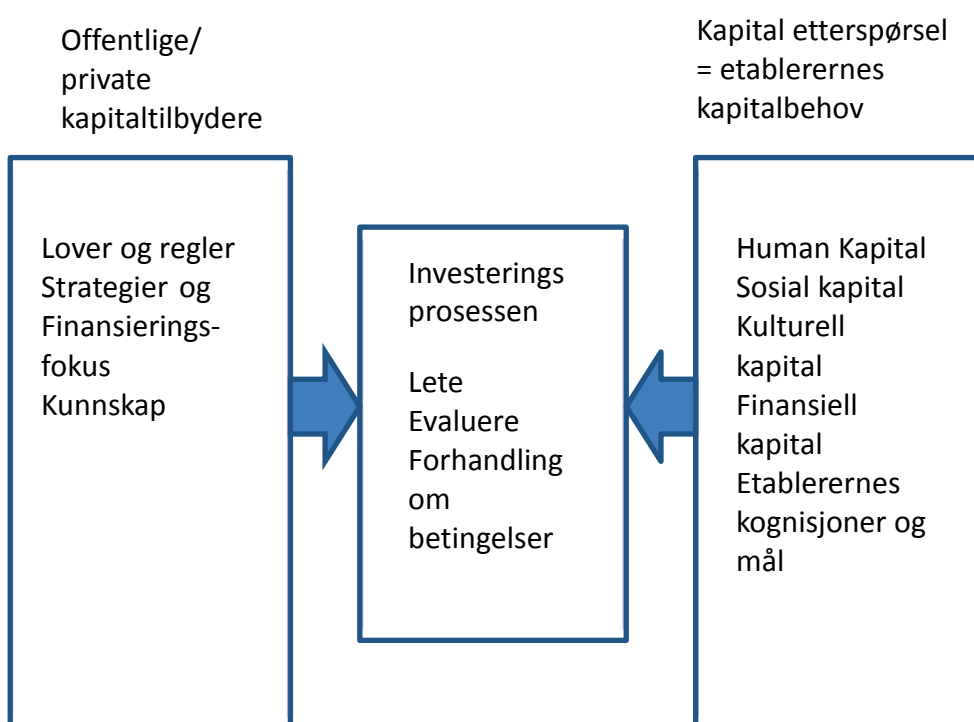 Offentlige/
private
kapitaltilbydere
Kapital etterspørsel
= etablerernes
kapitalbehov
Lover og regler
Strategier og
Finansierings-
fokus
Kunnskap
Investerings
prosessen
Lete
Evaluere
Forhandling
om
betingelser
Human Kapital
Sosial kapital
Kulturell
kapital
Finansiell
kapital
Etablerernes
kognisjoner og
mål